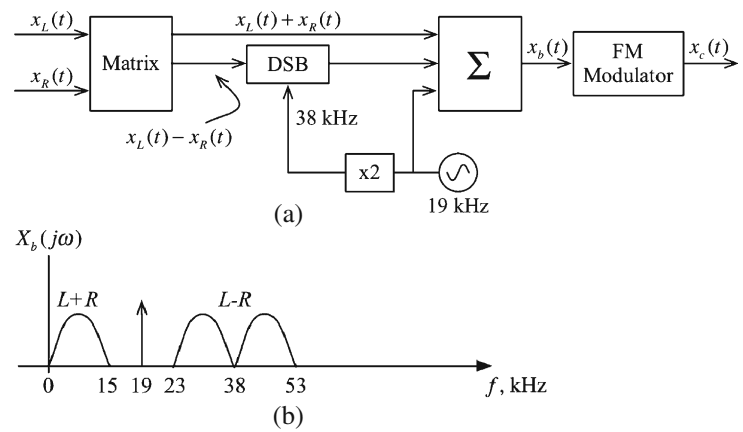 x_L(t)
x_L(t) + x_R(t)
x_R(t)
Matrix
DSB
Σ
x_b(t)
FM
Modulator
x_c(t)
x_L(t) − x_R(t)
38 kHz
x2
19 kHz
(a)
X_b(jω)
L+R
L-R
0 15 19 23 38 53 f, kHz
(b)